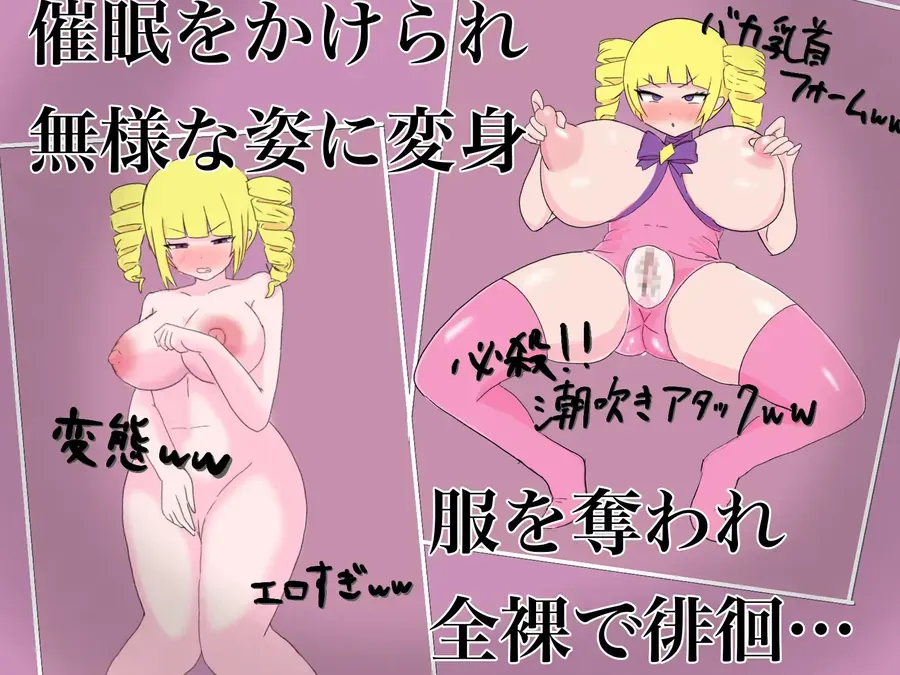 催眠をかけられ
無様な姿に変身
バカ乳首
フォームww
変態ww
エロすぎww
必殺!!
潮吹きアタックww
服を奪われ
全裸で徘徊…